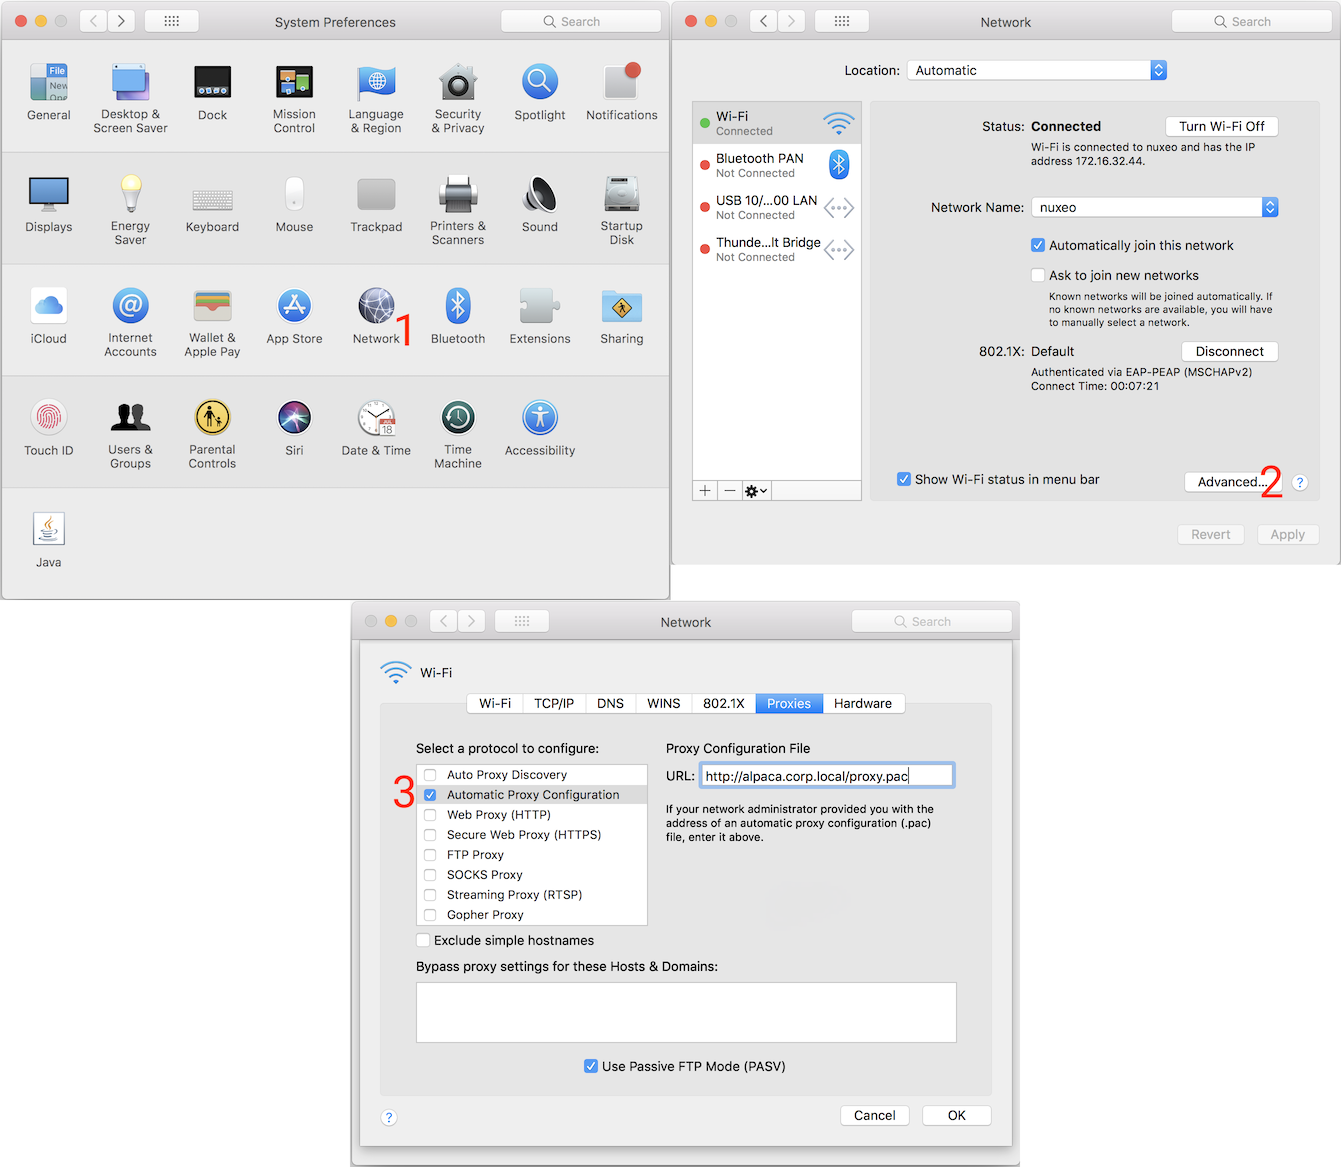 System Preferences
Search
File
New
General
Desktop &
Screen Saver
Dock
Mission
Control
Language
& Region
Security
& Privacy
Spotlight
Notifications
Displays
Energy
Saver
Keyboard
Mouse
Trackpad
Printers &
Scanners
Sound
Startup
Disk
iCloud
@
Internet
Accounts
Wallet &
Apple Pay
App Store
Network
1
Bluetooth
Extensions
Sharing
Touch ID
Users &
Groups
Parental
Controls
Siri
18
Date & Time
Time
Machine
Accessibility
Java
Network
Search
Location: Automatic
Wi-Fi
Connected
Bluetooth PAN
Not Connected
USB 10/...00 LAN
Not Connected
Thunde...lt Bridge
Not Connected
Status: Connected
Turn Wi-Fi Off
Wi-Fi is connected to nuxeo and has the IP
address 172.16.32.44.
Network Name: nuxeo
Automatically join this network
Ask to join new networks
Known networks will be joined automatically. If
no known networks are available, you will have
to manually select a network.
802.1X: Default
Disconnect
Authenticated via EAP-PEAP (MSCHAPv2)
Connect Time: 00:07:21
Show Wi-Fi status in menu bar
Advanced...
2
?
Revert
Apply
Network
Search
Wi-Fi
Wi-Fi TCP/IP DNS WINS 802.1X Proxies Hardware
Select a protocol to configure:
3
Auto Proxy Discovery
Automatic Proxy Configuration
Web Proxy (HTTP)
Secure Web Proxy (HTTPS)
FTP Proxy
SOCKS Proxy
Streaming Proxy (RTSP)
Gopher Proxy
Proxy Configuration File
URL: http://alpaca.corp.local/proxy.pac
If your network administrator provided you with the
address of an automatic proxy configuration (.pac)
file, enter it above.
Exclude simple hostnames
Bypass proxy settings for these Hosts & Domains:
Use Passive FTP Mode (PASV)
?
Cancel
OK